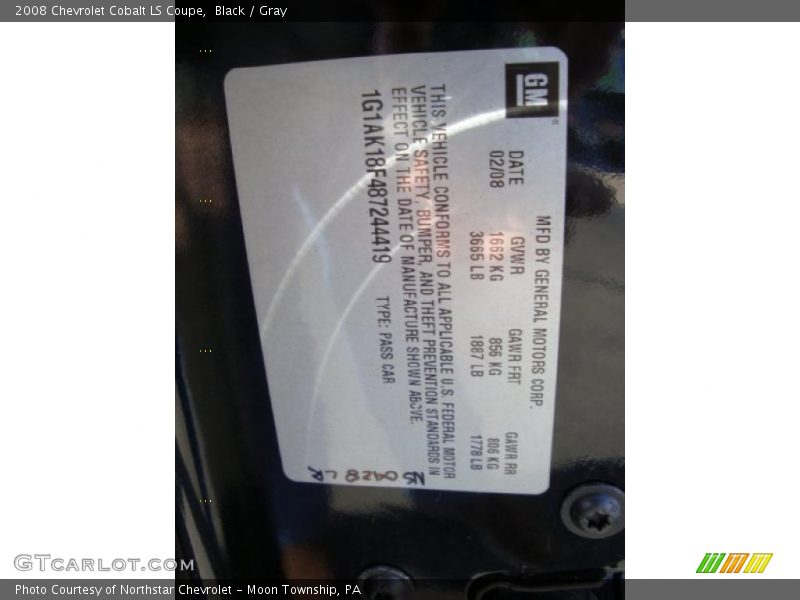 2008 Chevrolet Cobalt LS Coupe, Black / Gray
GM
MFD BY GENERAL MOTORS CORP.
DATE GVWR GAWR FRT GAWR RR
02/08 1662 KG 856 KG 806 KG
3665 LB 1887 LB 1778 LB
THIS VEHICLE CONFORMS TO ALL APPLICABLE U.S. FEDERAL MOTOR
VEHICLE SAFETY, BUMPER, AND THEFT PREVENTION STANDARDS IN
EFFECT ON THE DATE OF MANUFACTURE SHOWN ABOVE.
1G1AK18F487244419 TYPE: PASS CAR
GTCARLOT.COM
Photo Courtesy of Northstar Chevrolet - Moon Township, PA